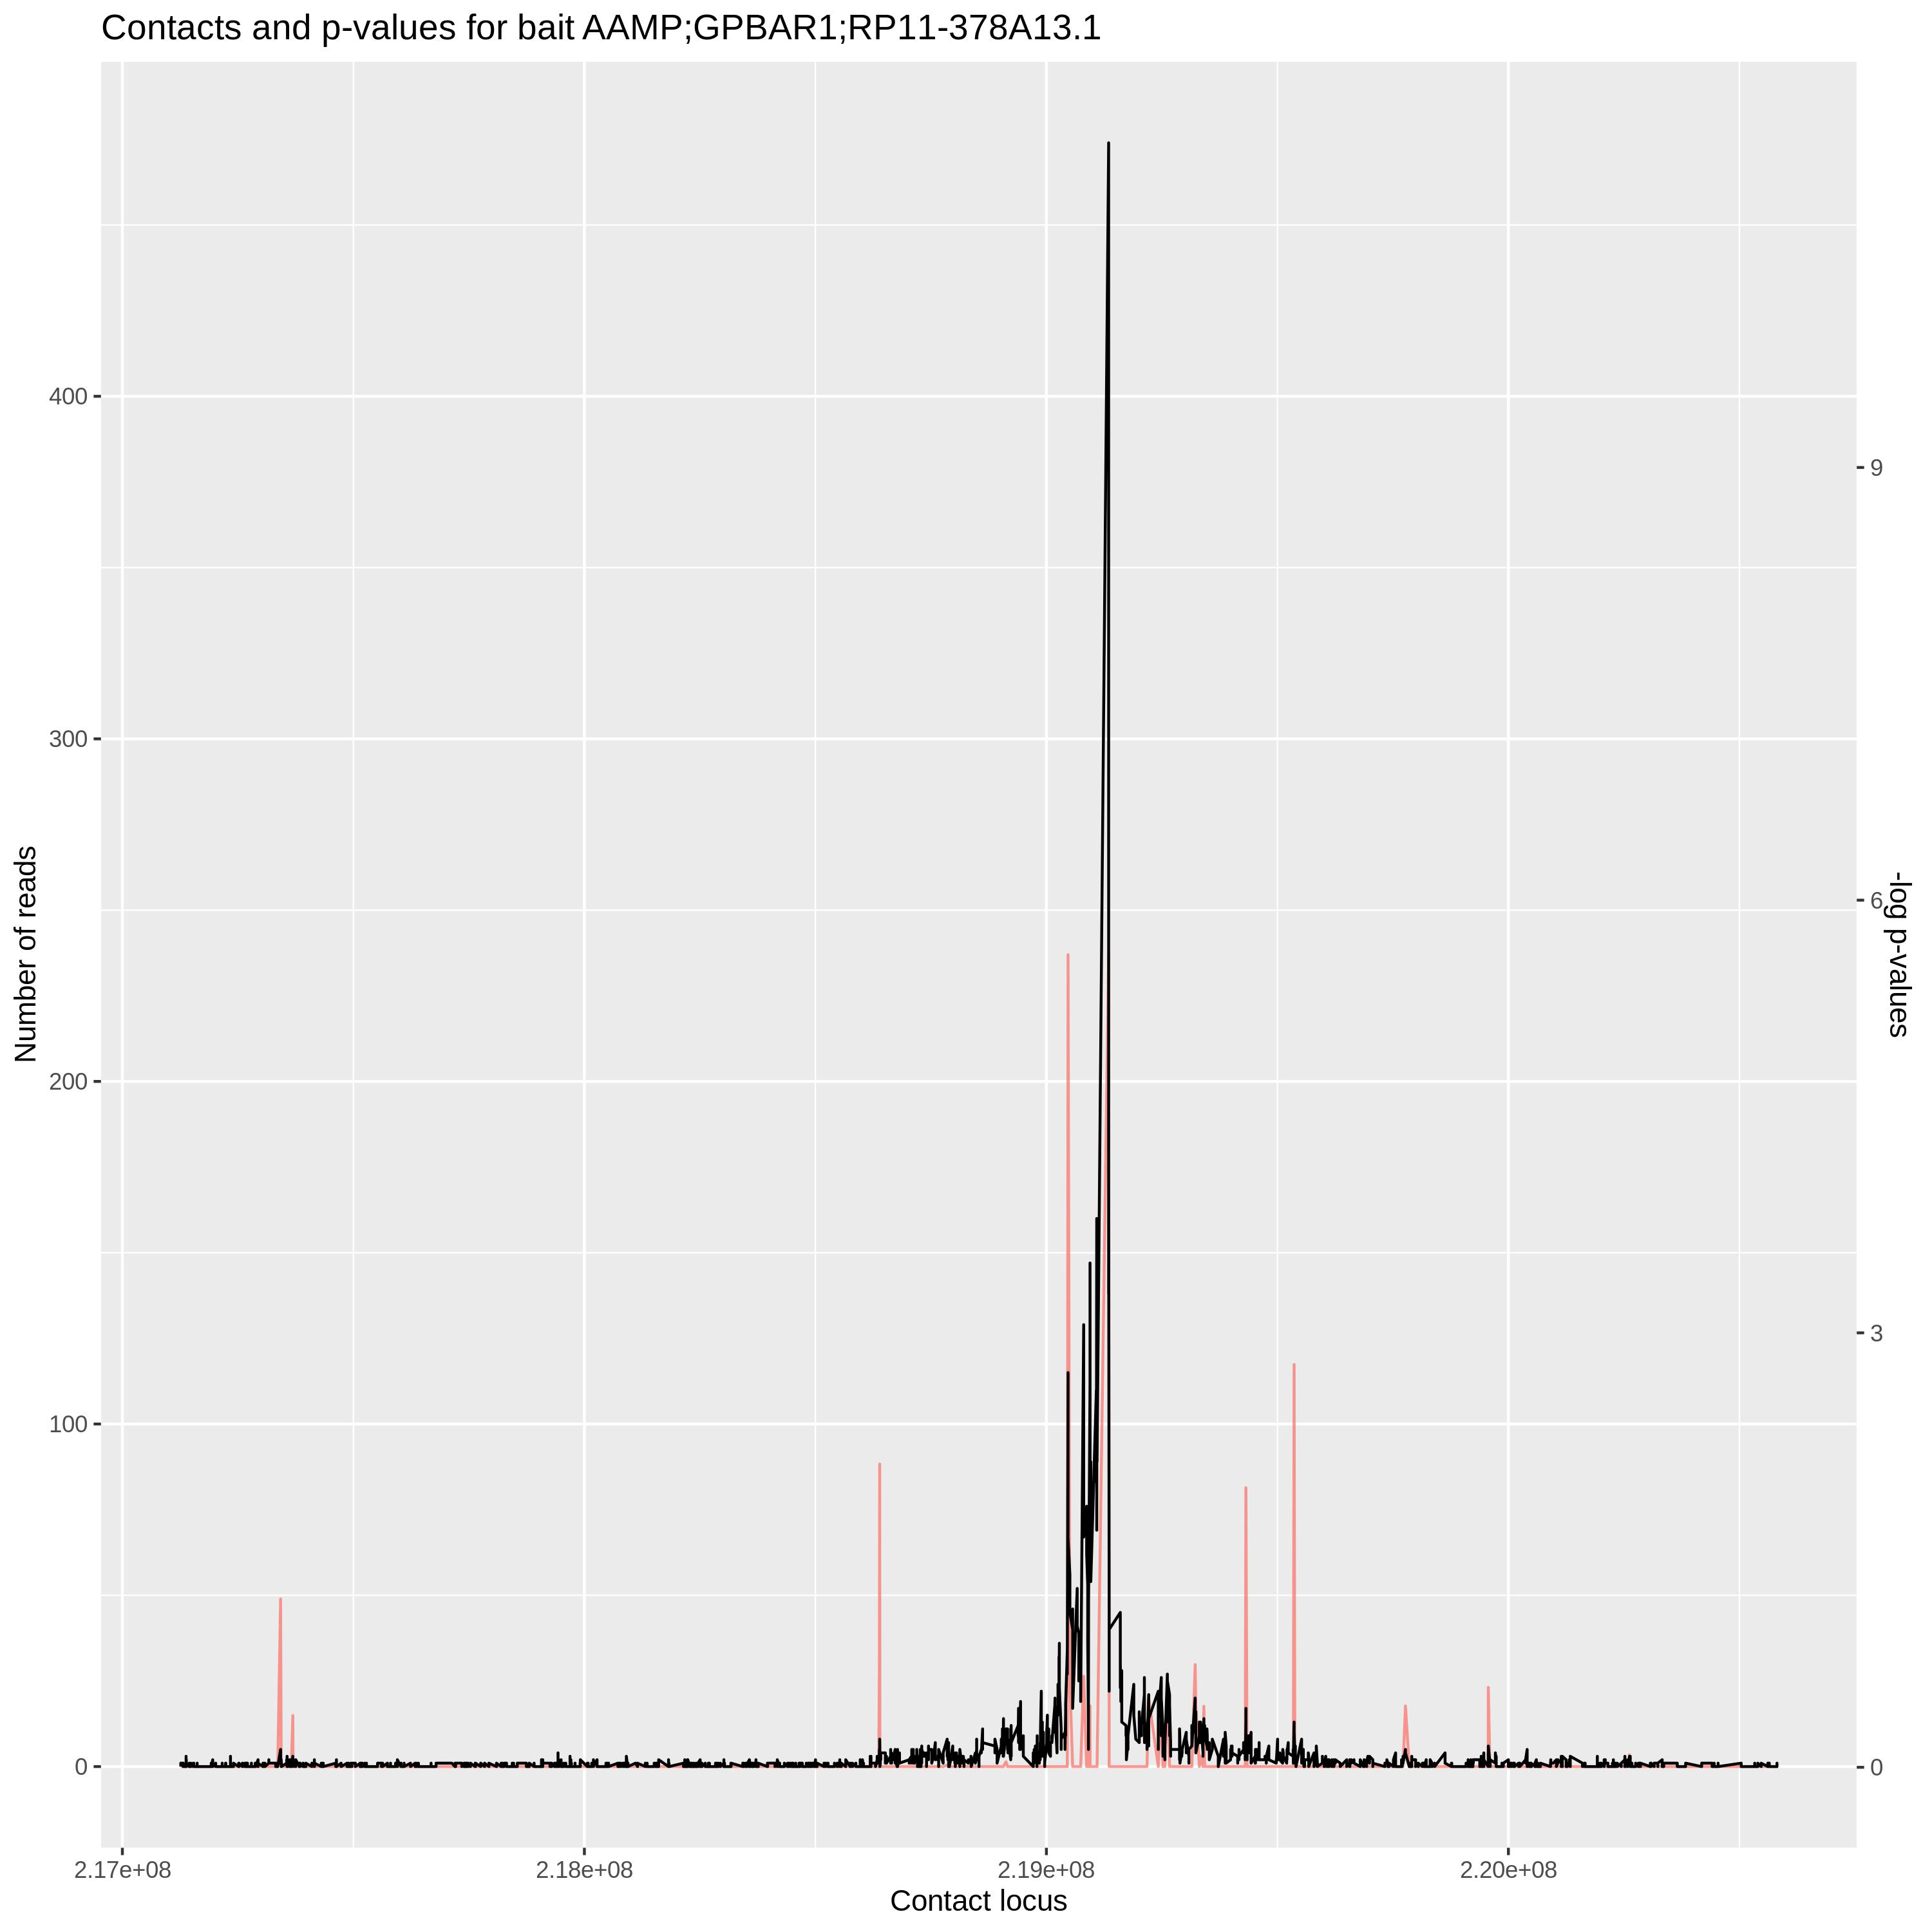 Contacts and p-values for bait AAMP;GPBAR1;RP11-378A13.1
400
300
200
100
0
Number of reads
9
6
3
0
-log p-values
2.17e+08
2.18e+08
2.19e+08
2.20e+08
Contact locus